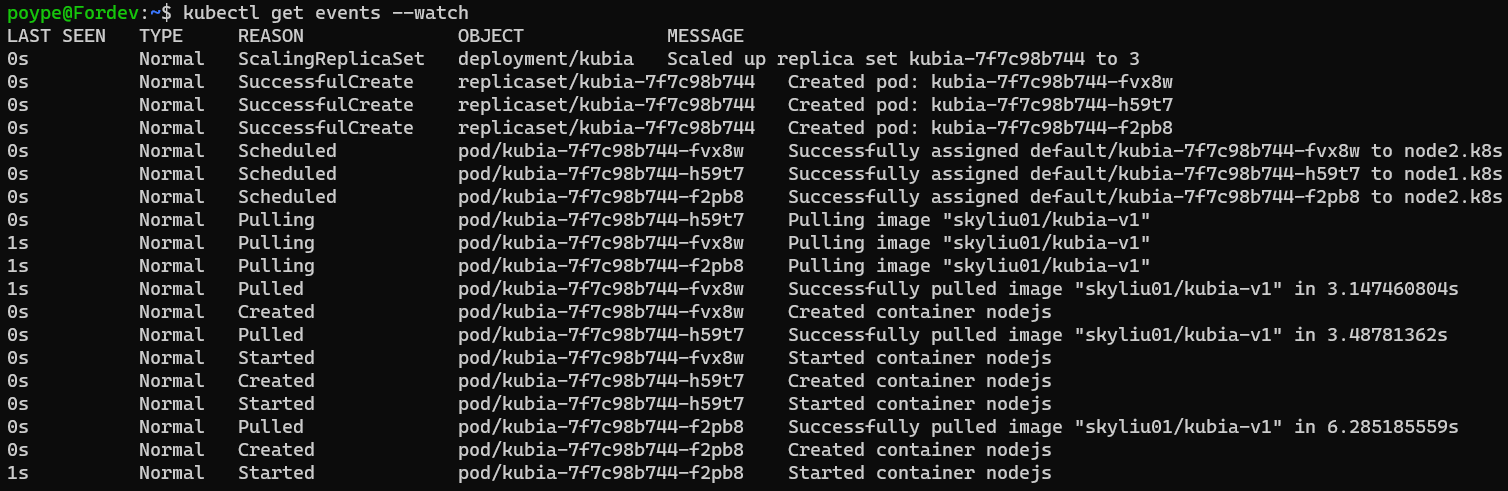 poype@Fordev:~$ kubectl get events --watch
LAST SEEN   TYPE     REASON              OBJECT             MESSAGE
0s          Normal   ScalingReplicaSet   deployment/kubia   Scaled up replica set kubia-7f7c98b744 to 3
0s          Normal   SuccessfulCreate    replicaset/kubia-7f7c98b744   Created pod: kubia-7f7c98b744-fvx8w
0s          Normal   SuccessfulCreate    replicaset/kubia-7f7c98b744   Created pod: kubia-7f7c98b744-h59t7
0s          Normal   SuccessfulCreate    replicaset/kubia-7f7c98b744   Created pod: kubia-7f7c98b744-f2pb8
0s          Normal   Scheduled           pod/kubia-7f7c98b744-fvx8w    Successfully assigned default/kubia-7f7c98b744-fvx8w to node2.k8s
0s          Normal   Scheduled           pod/kubia-7f7c98b744-h59t7    Successfully assigned default/kubia-7f7c98b744-h59t7 to node1.k8s
0s          Normal   Scheduled           pod/kubia-7f7c98b744-f2pb8    Successfully assigned default/kubia-7f7c98b744-f2pb8 to node2.k8s
0s          Normal   Pulling             pod/kubia-7f7c98b744-h59t7    Pulling image "skyliu01/kubia-v1"
1s          Normal   Pulling             pod/kubia-7f7c98b744-fvx8w    Pulling image "skyliu01/kubia-v1"
1s          Normal   Pulling             pod/kubia-7f7c98b744-f2pb8    Pulling image "skyliu01/kubia-v1"
1s          Normal   Pulled              pod/kubia-7f7c98b744-fvx8w    Successfully pulled image "skyliu01/kubia-v1" in 3.147460804s
0s          Normal   Created             pod/kubia-7f7c98b744-fvx8w    Created container nodejs
0s          Normal   Pulled              pod/kubia-7f7c98b744-h59t7    Successfully pulled image "skyliu01/kubia-v1" in 3.48781362s
0s          Normal   Started             pod/kubia-7f7c98b744-fvx8w    Started container nodejs
0s          Normal   Created             pod/kubia-7f7c98b744-h59t7    Created container nodejs
0s          Normal   Started             pod/kubia-7f7c98b744-h59t7    Started container nodejs
0s          Normal   Pulled              pod/kubia-7f7c98b744-f2pb8    Successfully pulled image "skyliu01/kubia-v1" in 6.285185559s
0s          Normal   Created             pod/kubia-7f7c98b744-f2pb8    Created container nodejs
1s          Normal   Started             pod/kubia-7f7c98b744-f2pb8    Started container nodejs